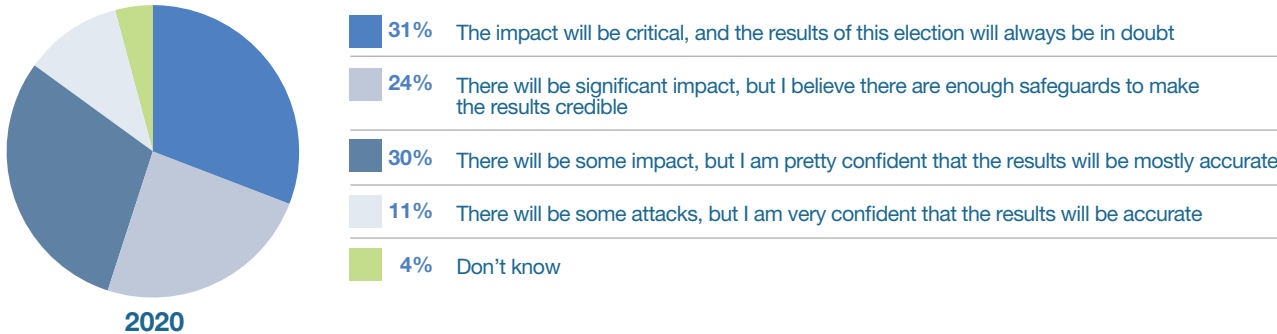 31% The impact will be critical, and the results of this election will always be in doubt
24% There will be significant impact, but I believe there are enough safeguards to make
the results credible
30% There will be some impact, but I am pretty confident that the results will be mostly accurate
11% There will be some attacks, but I am very confident that the results will be accurate
4% Don't know
2020